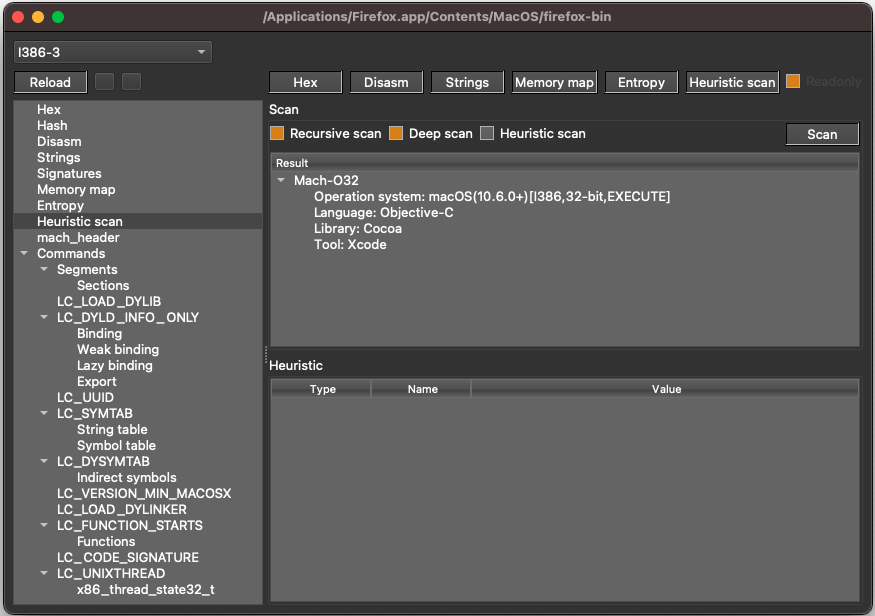 /Applications/Firefox.app/Contents/MacOS/firefox-bin
I386-3
Reload
Hex Disasm Strings Memory map Entropy Heuristic scan Readonly
Hex
Hash
Disasm
Strings
Signatures
Memory map
Entropy
Heuristic scan
mach_header
Commands
Segments
Sections
LC_LOAD_DYLIB
LC_DYLD_INFO_ONLY
Binding
Weak binding
Lazy binding
Export
LC_UUID
LC_SYMTAB
String table
Symbol table
LC_DYSYMTAB
Indirect symbols
LC_VERSION_MIN_MACOSX
LC_LOAD_DYLINKER
LC_FUNCTION_STARTS
Functions
LC_CODE_SIGNATURE
LC_UNIXTHREAD
x86_thread_state32_t
Scan
Recursive scan Deep scan Heuristic scan Scan
Result
Mach-O32
Operation system: macOS(10.6.0+)[I386,32-bit,EXECUTE]
Language: Objective-C
Library: Cocoa
Tool: Xcode
Heuristic
Type Name Value